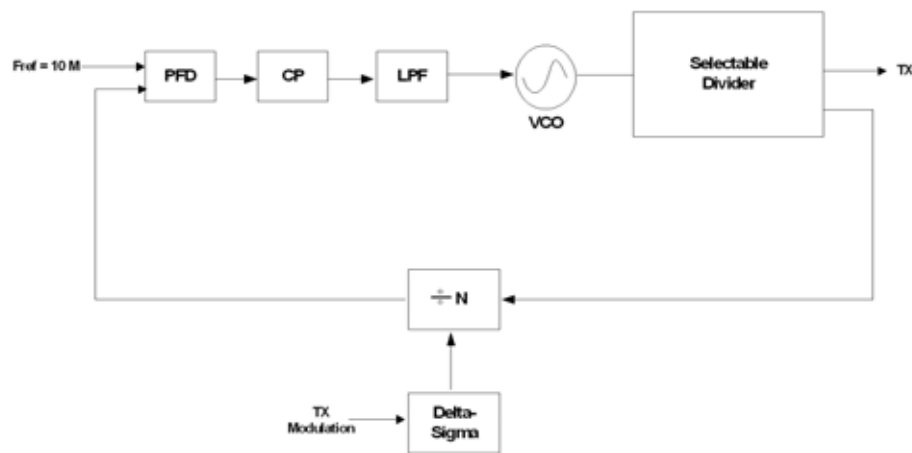 Fref = 10 M
PFD
CP
LPF
VCO
Selectable
Divider
TX
÷ N
TX
Modulation
Delta-
Sigma